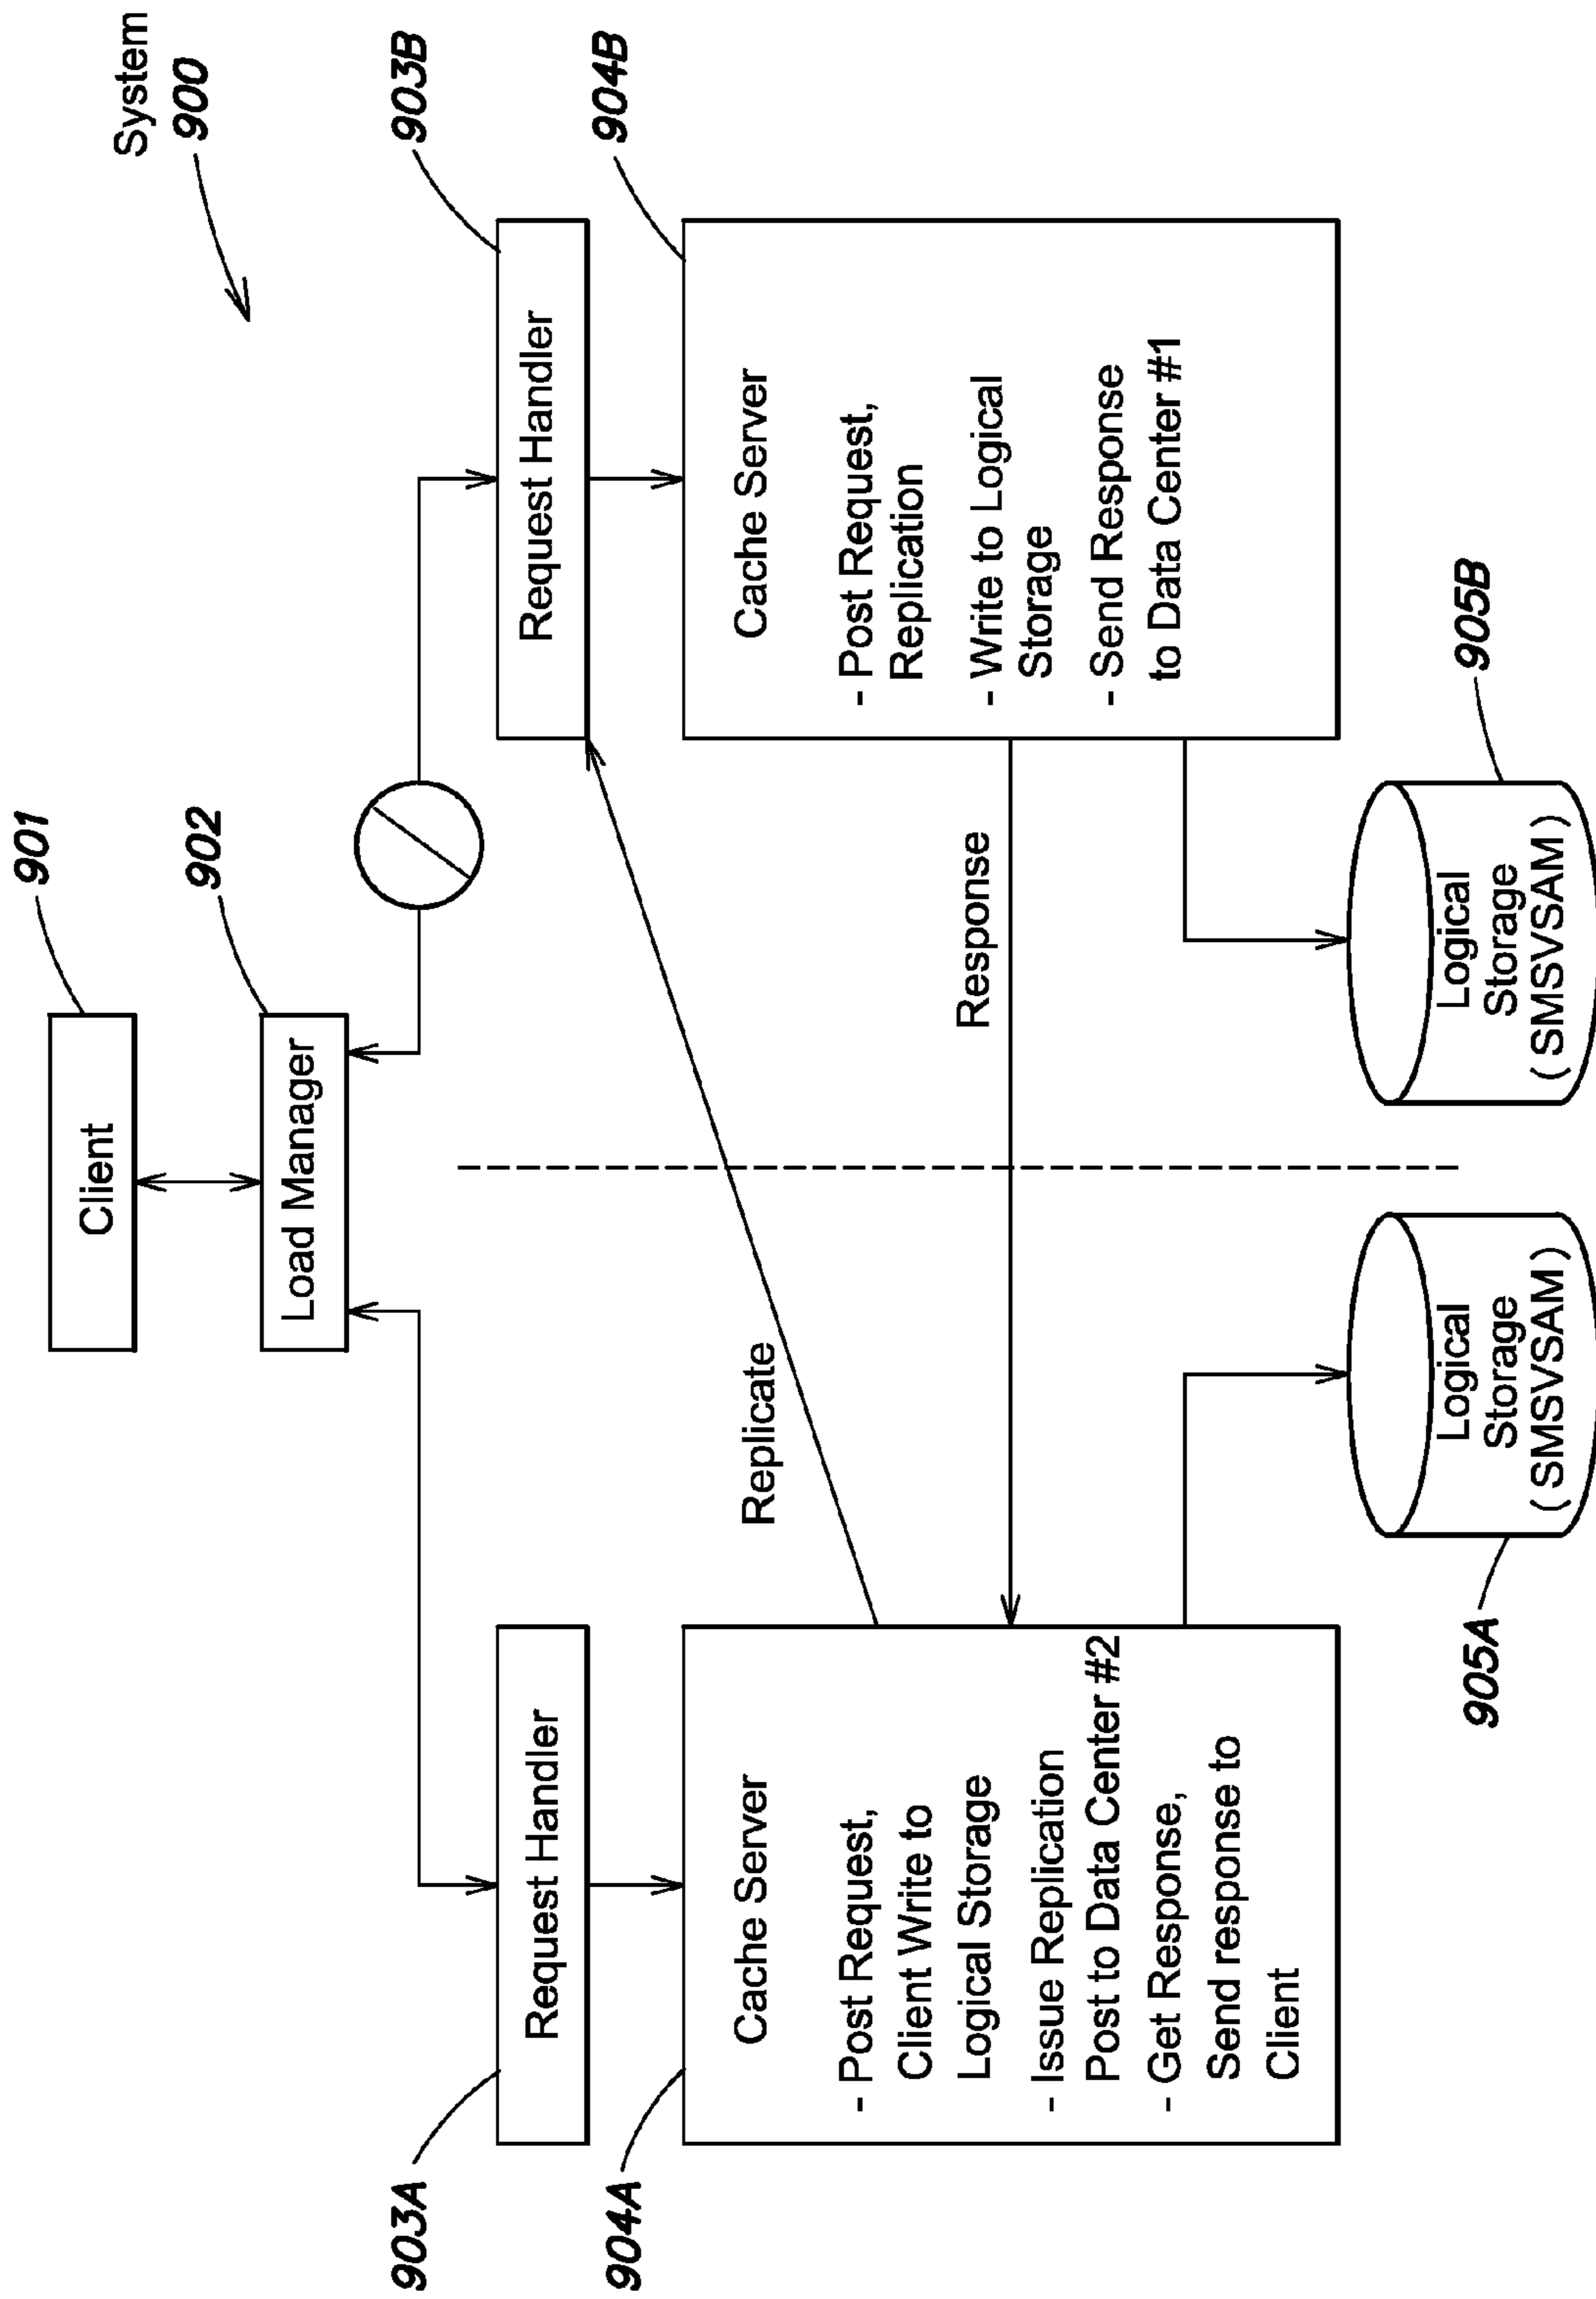 System
900
901
Client
902
Load Manager
903A
Request Handler
903B
Request Handler
904A
Cache Server
- Post Request,
Client Write to
Logical Storage
- Issue Replication
Post to Data Center #2
- Get Response,
Send response to
Client
Replicate
Response
904B
Cache Server
- Post Request,
Replication
- Write to Logical
Storage
- Send Response
to Data Center #1
905A
Logical
Storage
( SMSVSAM )
905B
Logical
Storage
( SMSVSAM )